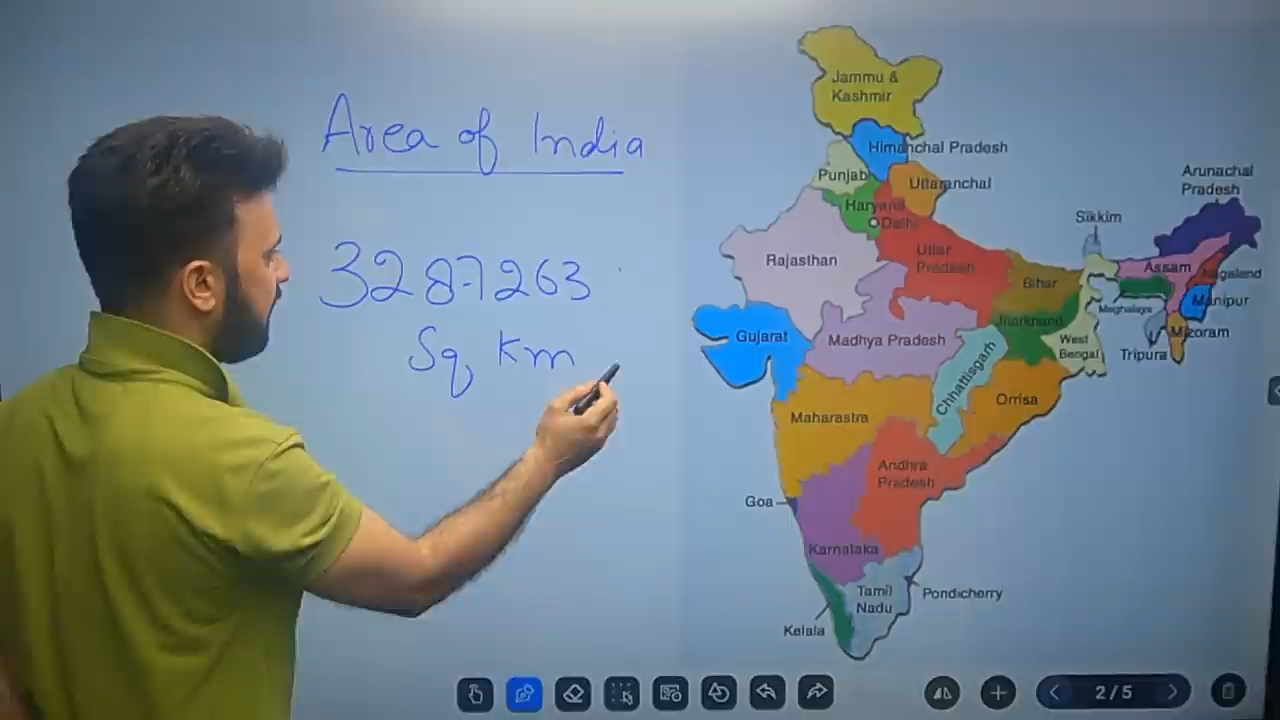 Area of India
3287263
Sq Km
Jammu &
Kashmir
Himanchal Pradesh
Punjab
Uttaranchal
Haryana
Delhi
Arunachal
Pradesh
Sikkim
Rajasthan
Uttar
Pradesh
Bihar
Assam
Nagalend
Manipur
Meghalaya
Jharkhand
Gujarat
Madhya Pradesh
West
Bengal
Tripura
Mizoram
Chhattisgarh
Orrisa
Maharastra
Andhra
Pradesh
Goa
Karnataka
Tamil
Nadu
Pondicherry
Kelala
2/5